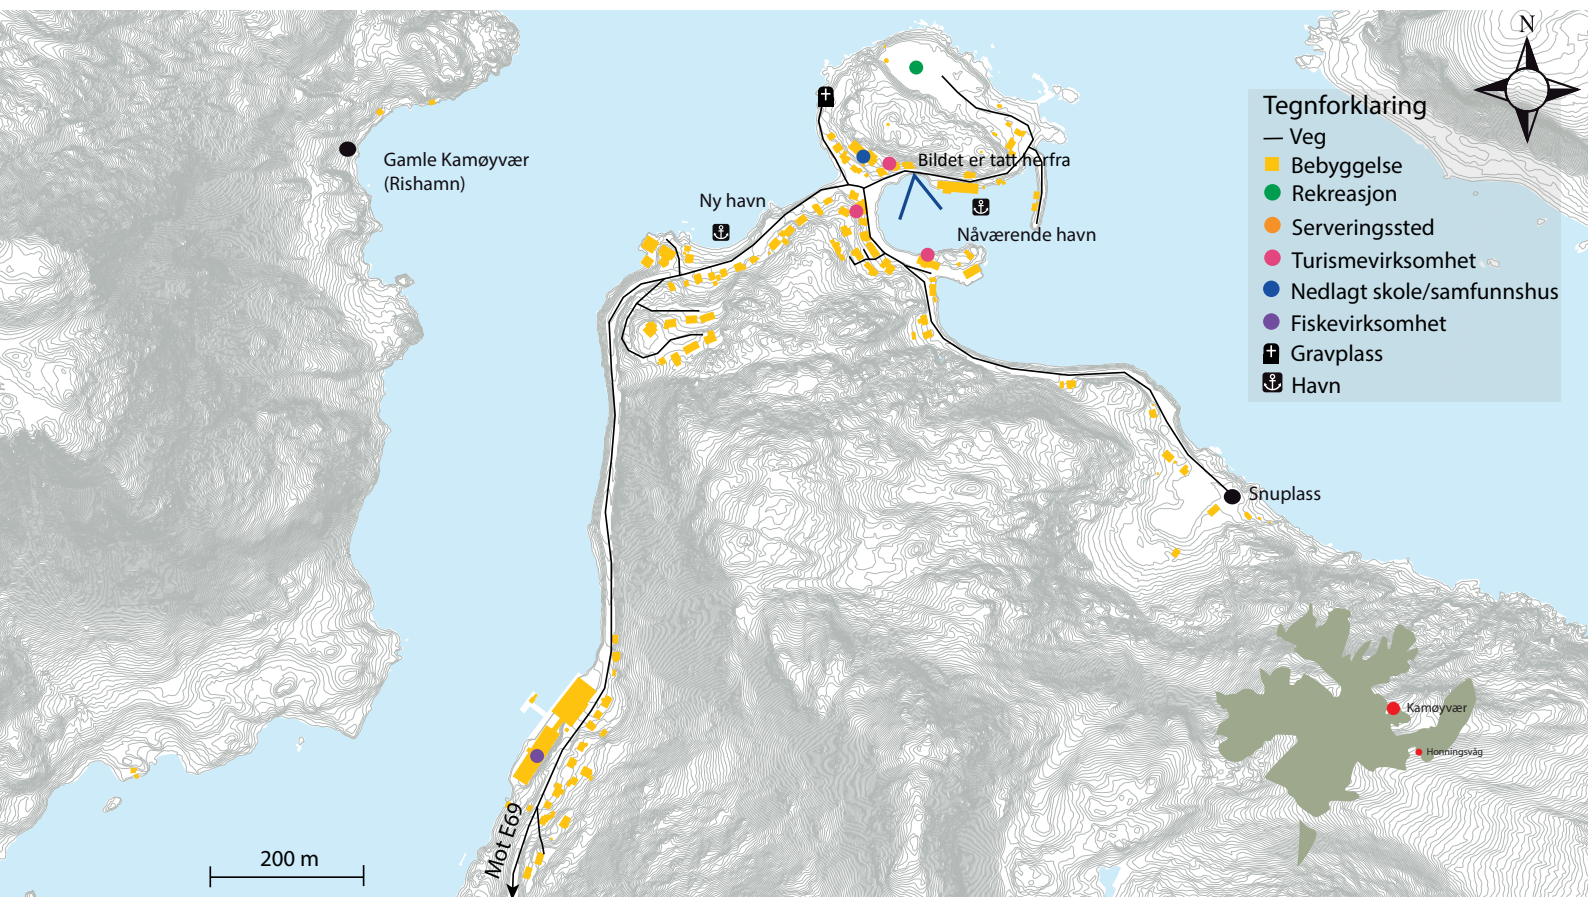 N
Tegnforklaring
Veg
Bebyggelse
Rekreasjon
Serveringssted
Turismevirksomhet
Nedlagt skole/samfunnshus
Fiskevirksomhet
Gravplass
Havn
Gamle Kamøyvær
(Rishamn)
Bildet er tatt herfra
Ny havn
Nåværende havn
Snuplass
Kamøyvær
Honningsvåg
Mot E69
200 m